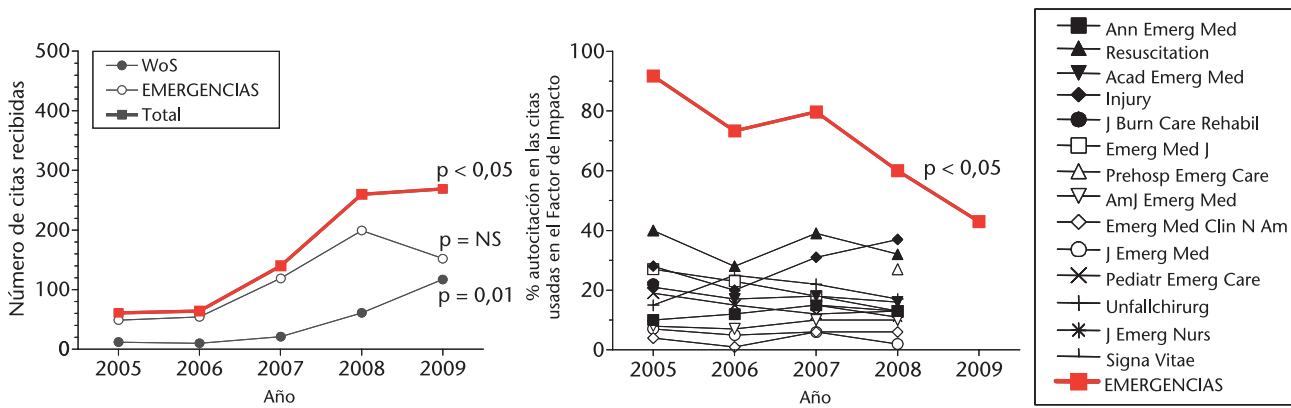 500
400
300
200
100
0
Número de citas recibidas
WoS
EMERGENCIAS
Total
p < 0,05
p = NS
p = 0,01
2005 2006 2007 2008 2009
Año
100
80
60
40
20
0
% autocitación en las citas
usadas en el Factor de Impacto
p < 0,05
2005 2006 2007 2008 2009
Año
Ann Emerg Med
Resuscitation
Acad Emerg Med
Injury
J Burn Care Rehabil
Emerg Med J
Prehosp Emerg Care
AmJ Emerg Med
Emerg Med Clin N Am
J Emerg Med
Pediatr Emerg Care
Unfallchirurg
J Emerg Nurs
Signa Vitae
EMERGENCIAS